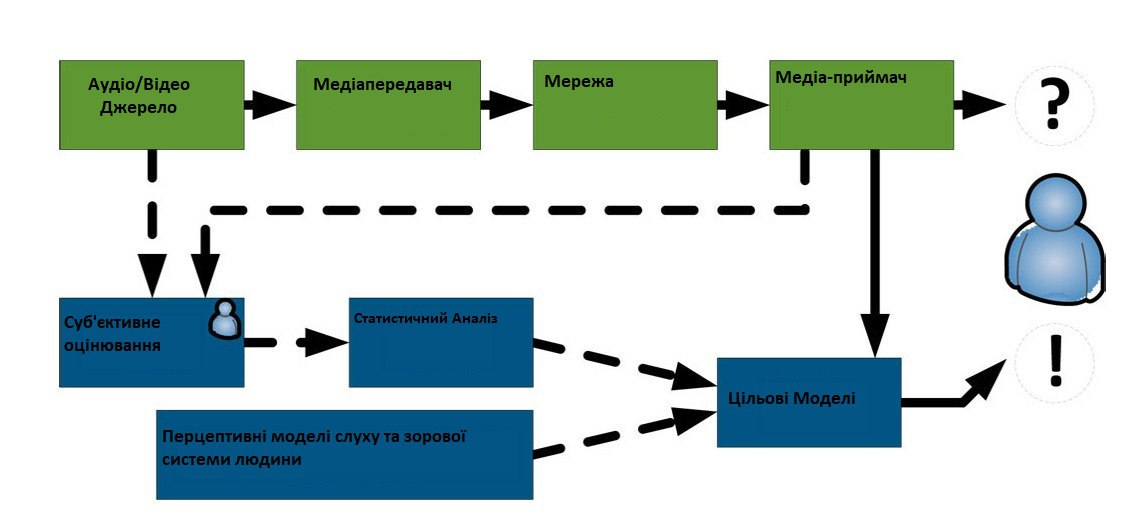 Аудіо/Відео
Джерело
Медіапередавач
Мережа
Медіа-приймач
?
Суб'єктивне
оцінювання
Статистичний Аналіз
Цільові Моделі
!
Перцептивні моделі слуху та зорової
системи людини